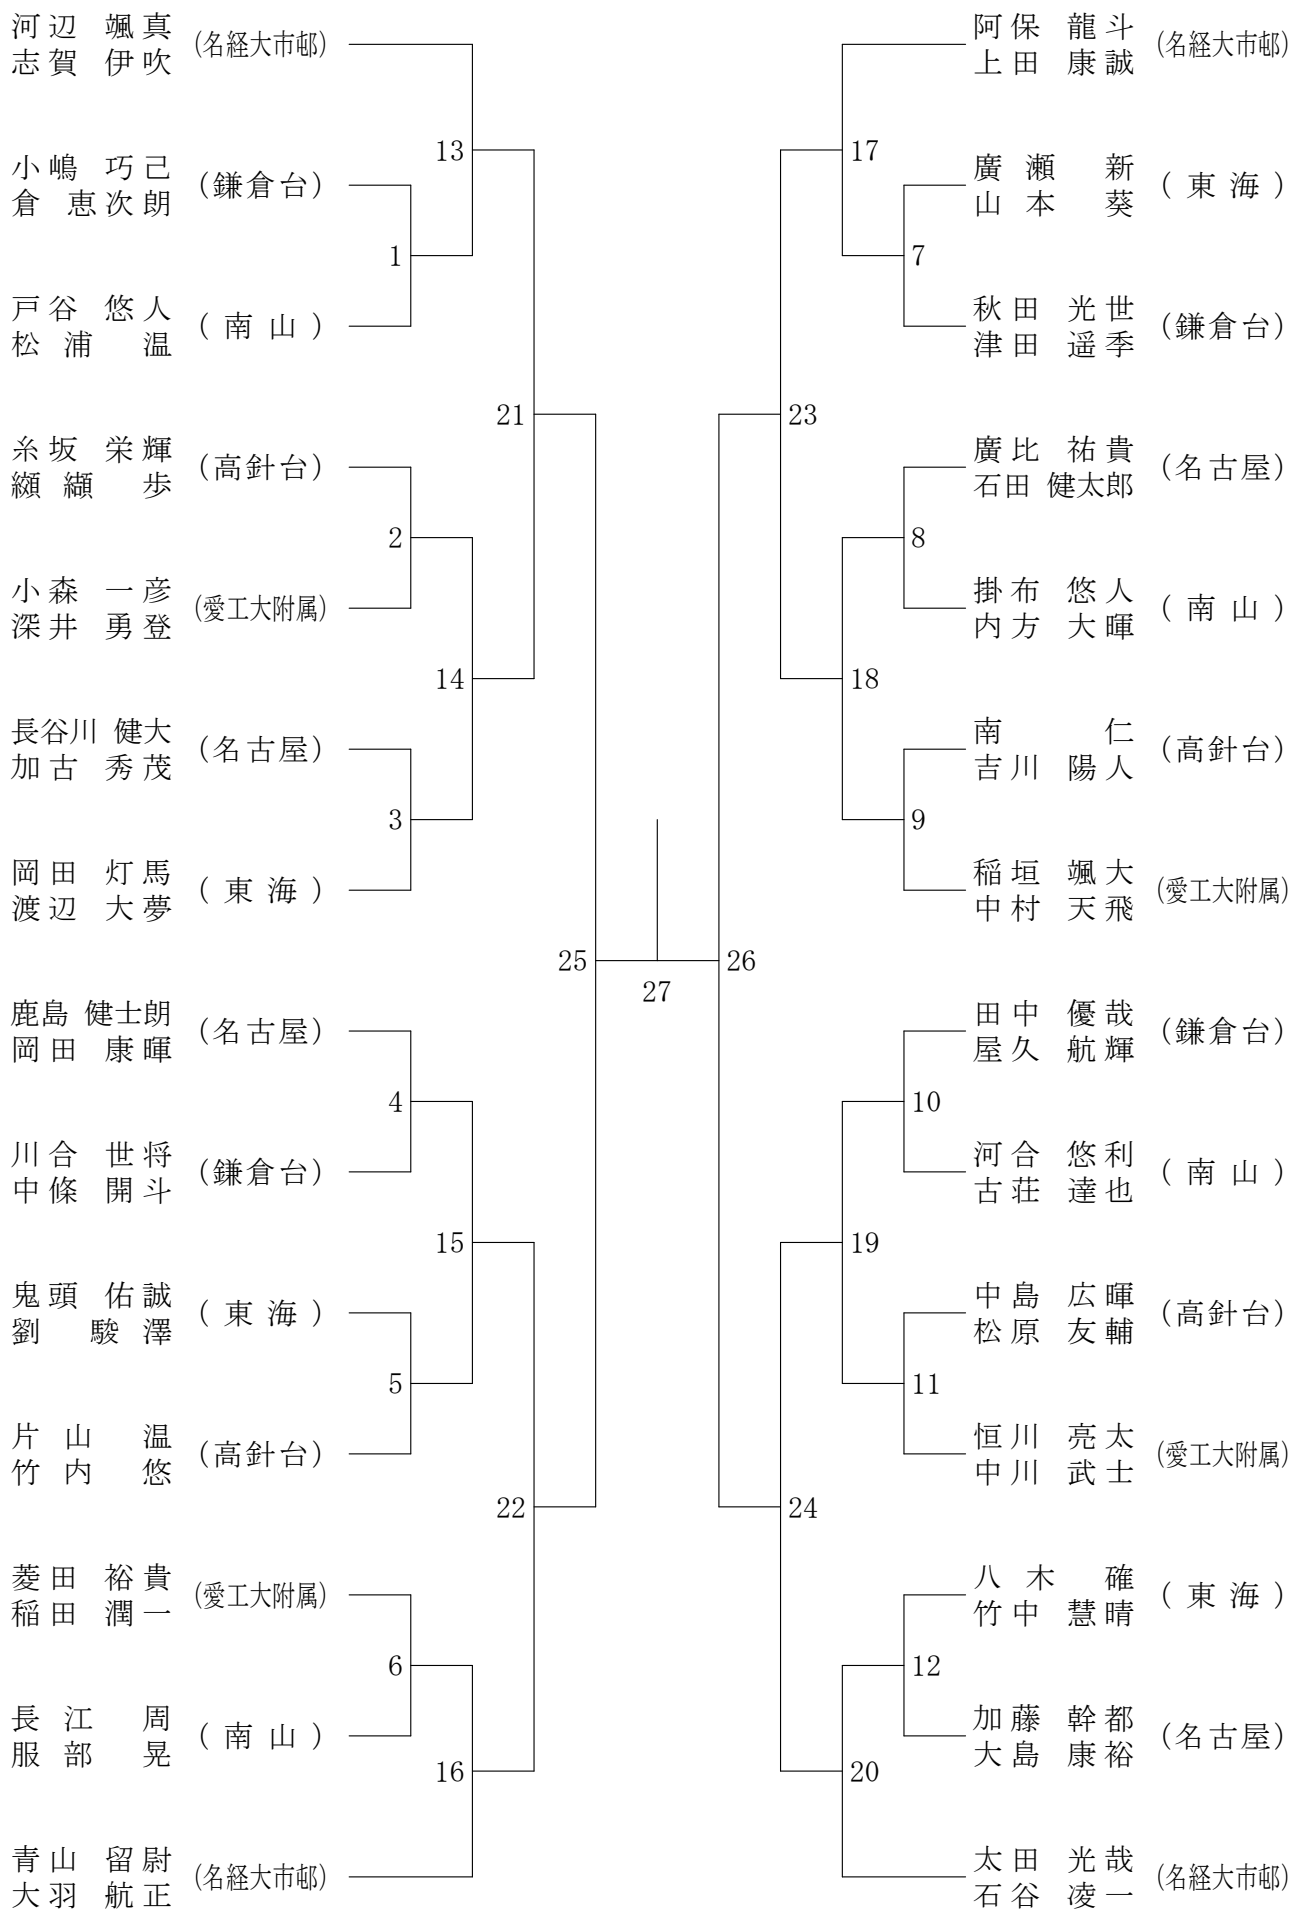 河辺 颯真
志賀 伊吹
(名経大市邨)
13
小嶋 巧己
倉 恵次朗
(鎌倉台)
1
戸谷 悠人
松浦 温
(南山)
21
糸坂 栄輝
纐纈 歩
(高針台)
2
小森 一彦
深井 勇登
(愛工大附属)
14
長谷川 健大
加古 秀茂
(名古屋)
3
岡田 灯馬
渡辺 大夢
(東海)
25
鹿島 健士朗
岡田 康暉
(名古屋)
4
川合 世将
中條 開斗
(鎌倉台)
15
鬼頭 佑誠
劉 駿澤
(東海)
5
片山 温
竹内 悠
(高針台)
22
菱田 裕貴
稲田 潤一
(愛工大附属)
6
長江 周
服部 晃
(南山)
16
青山 留尉
大羽 航正
(名経大市邨)
27
阿保 龍斗
上田 康誠
(名経大市邨)
17
廣瀬 新
山本 葵
(東海)
7
秋田 光世
津田 遥季
(鎌倉台)
23
廣比 祐貴
石田 健太郎
(名古屋)
8
掛布 悠人
内方 大暉
(南山)
18
南 仁
吉川 陽人
(高針台)
9
稲垣 颯大
中村 天飛
(愛工大附属)
26
田中 優哉
屋久 航輝
(鎌倉台)
10
河合 悠利
古荘 達也
(南山)
19
中島 広暉
松原 友輔
(高針台)
11
恒川 亮太
中川 武士
(愛工大附属)
24
八木 確
竹中 慧晴
(東海)
12
加藤 幹都
大島 康裕
(名古屋)
20
太田 光哉
石谷 凌一
(名経大市邨)